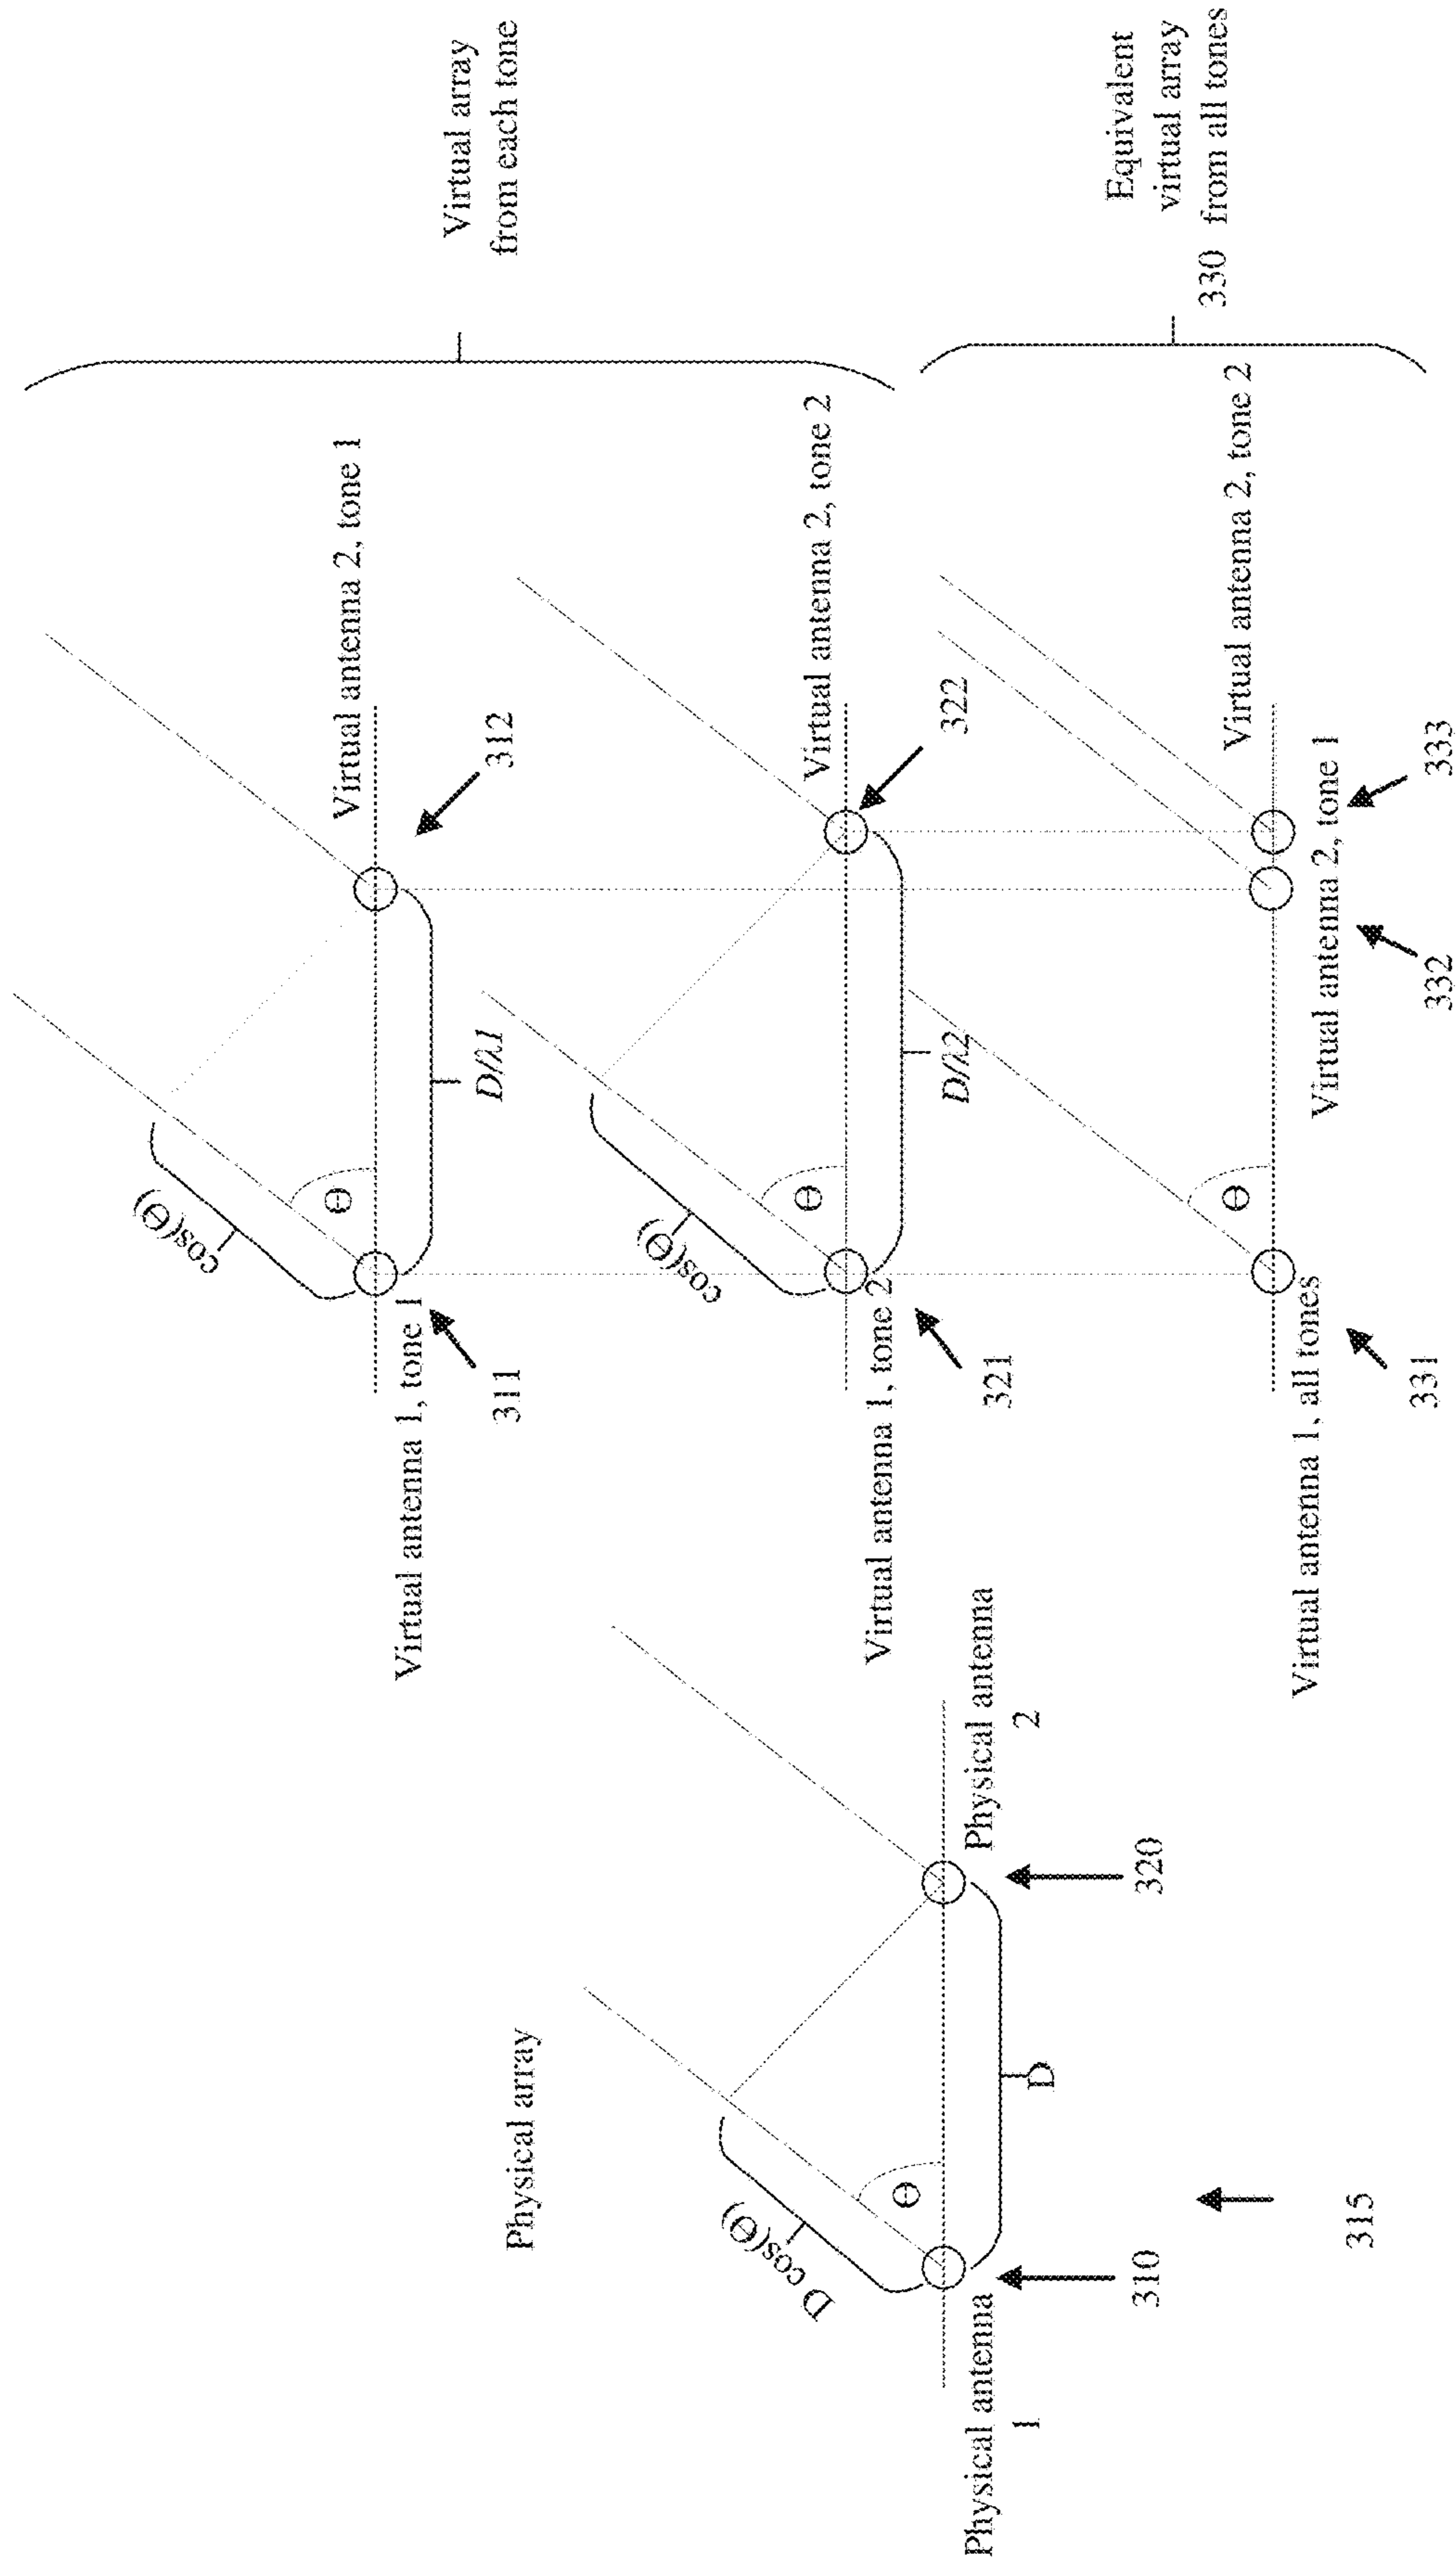 Physical array
D cos(Θ)
Θ
D
Physical antenna
1
Physical antenna
2
310
320
315
cos(Θ)
Θ
D/λ1
Virtual antenna 1, tone 1
Virtual antenna 2, tone 1
311
312
Virtual array
from each tone
cos(Θ)
Θ
D/λ2
Virtual antenna 1, tone 2
Virtual antenna 2, tone 2
321
322
Θ
Virtual antenna 1, all tones
Virtual antenna 2, tone 2
Virtual antenna 2, tone 1
331
332
333
Equivalent
virtual array
330 from all tones